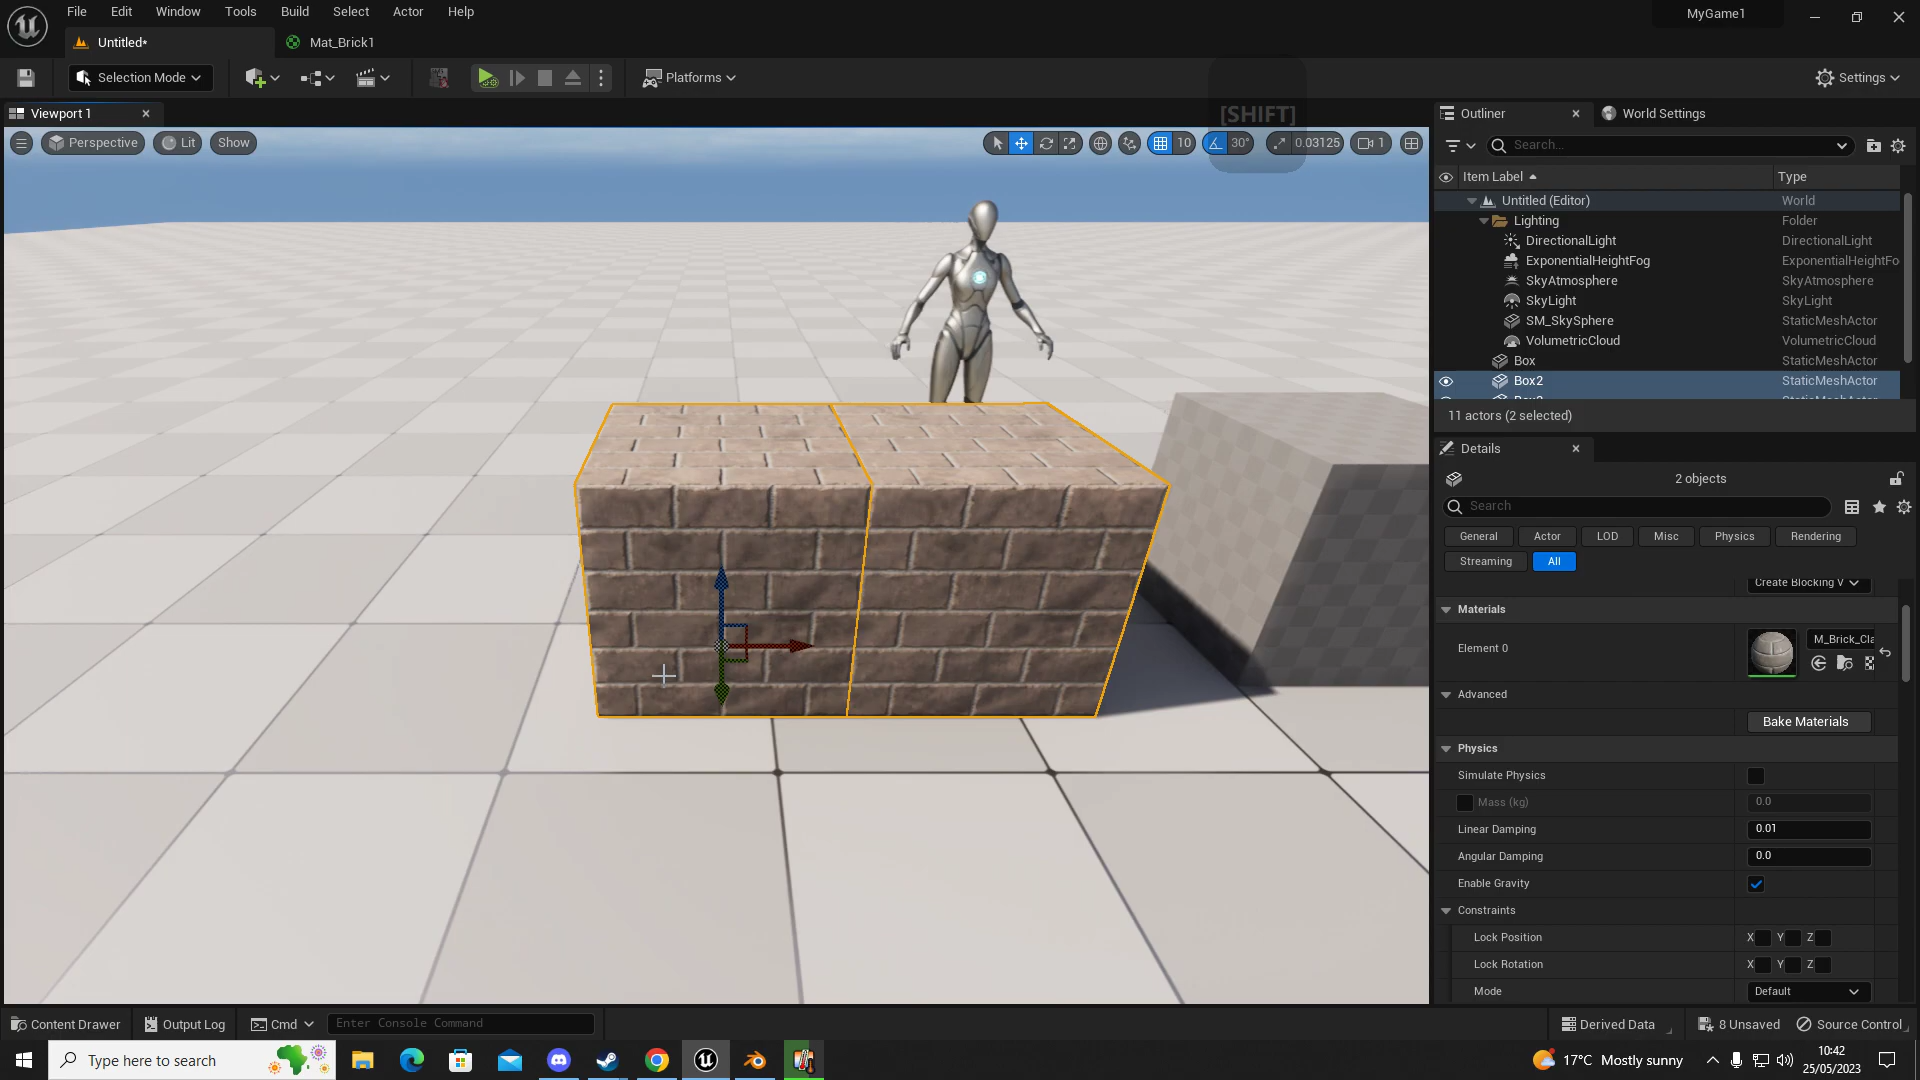 File Edit Window Tools Build Select Actor Help
MyGame1
Untitled* Mat_Brick1
Selection Mode Platforms Settings
Viewport 1
[SHIFT]
Outliner World Settings
Perspective Lit Show
10 30° 0.03125 1
Search...
Item Label Type
Untitled (Editor) World
Lighting Folder
DirectionalLight DirectionalLight
ExponentialHeightFog ExponentialHeightFo
SkyAtmosphere SkyAtmosphere
SkyLight SkyLight
SM_SkySphere StaticMeshActor
VolumetricCloud VolumetricCloud
Box StaticMeshActor
Box2 StaticMeshActor
11 actors (2 selected)
Details
2 objects
Search
General Actor LOD Misc Physics Rendering
Streaming All
Create Blocking V
Materials
Element 0 M_Brick_Cla
Advanced
Bake Materials
Physics
Simulate Physics
Mass (kg) 0.0
Linear Damping 0.01
Angular Damping 0.0
Enable Gravity
Constraints
Lock Position X Y Z
Lock Rotation X Y Z
Mode Default
Content Drawer Output Log Cmd Enter Console Command Derived Data 8 Unsaved Source Control
Type here to search
17°C Mostly sunny
10:42
25/05/2023